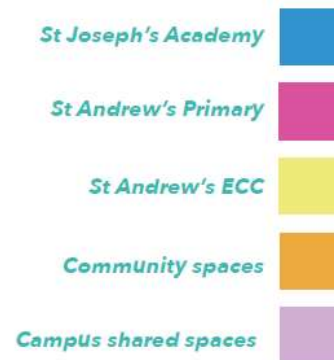 St Joseph's Academy
St Andrew's Primary
St Andrew's ECC
Community spaces
Campus shared spaces